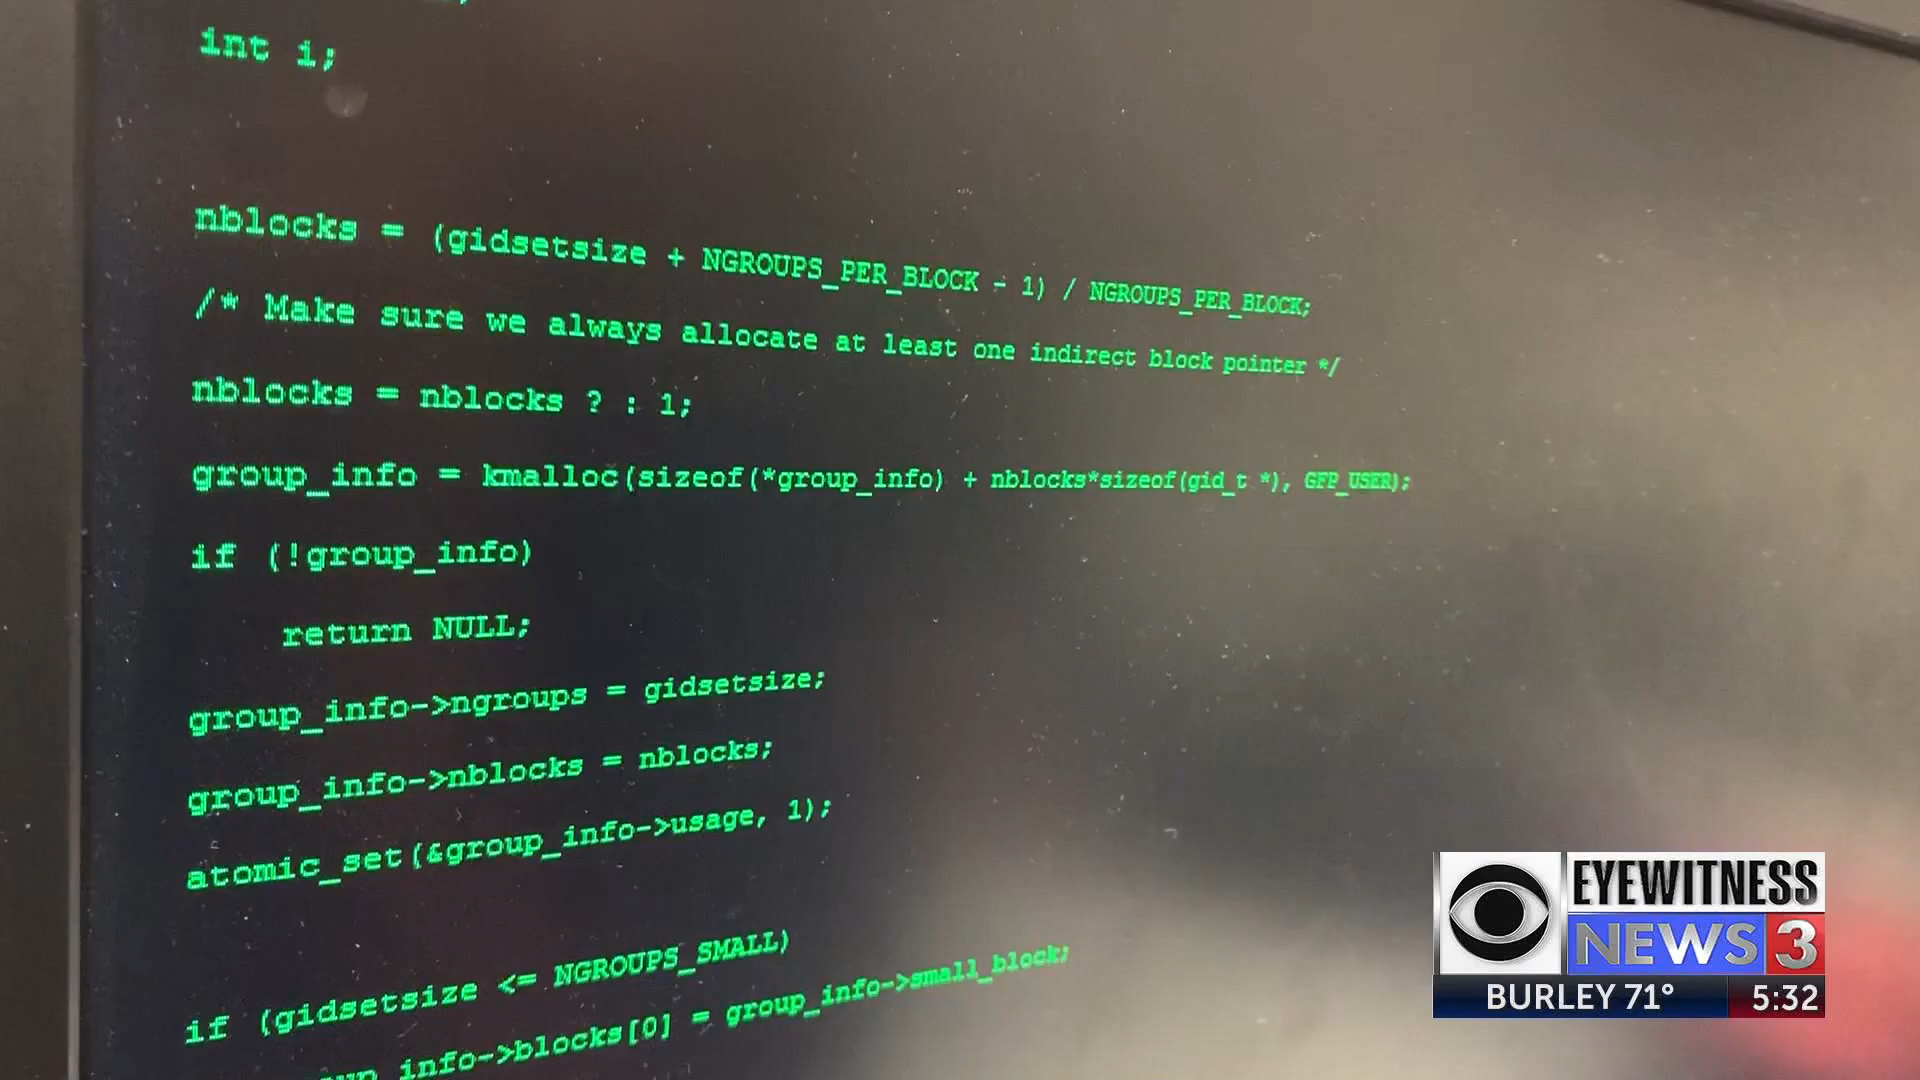 int i;
nblocks = (gidsetsize + NGROUPS_PER_BLOCK - 1) / NGROUPS_PER_BLOCK;
/* Make sure we always allocate at least one indirect block pointer */
nblocks = nblocks ? : 1;
group_info = kmalloc(sizeof(*group_info) + nblocks*sizeof(gid_t *), GFP_USER);
if (!group_info)
return NULL;
group_info->ngroups = gidsetsize;
group_info->nblocks = nblocks;
atomic_set(&group_info->usage, 1);
if (gidsetsize <= NGROUPS_SMALL)
_info->blocks[0] = group_info->small_block;
EYEWITNESS
NEWS 3
BURLEY 71° 5:32